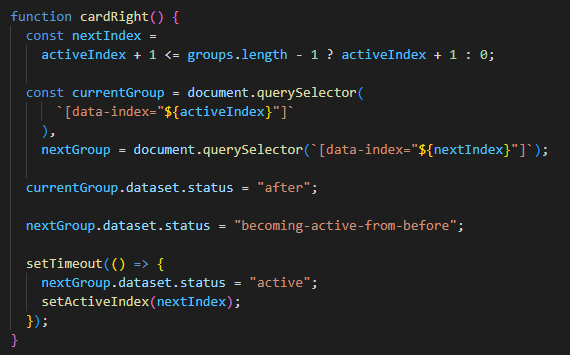 function cardRight() {
const nextIndex =
activeIndex + 1 <= groups.length - 1 ? activeIndex + 1 : 0;
const currentGroup = document.querySelector(
`[data-index="${activeIndex}"]`
),
nextGroup = document.querySelector(`[data-index="${nextIndex}"]`);
currentGroup.dataset.status = "after";
nextGroup.dataset.status = "becoming-active-from-before";
setTimeout(() => {
nextGroup.dataset.status = "active";
setActiveIndex(nextIndex);
});
}